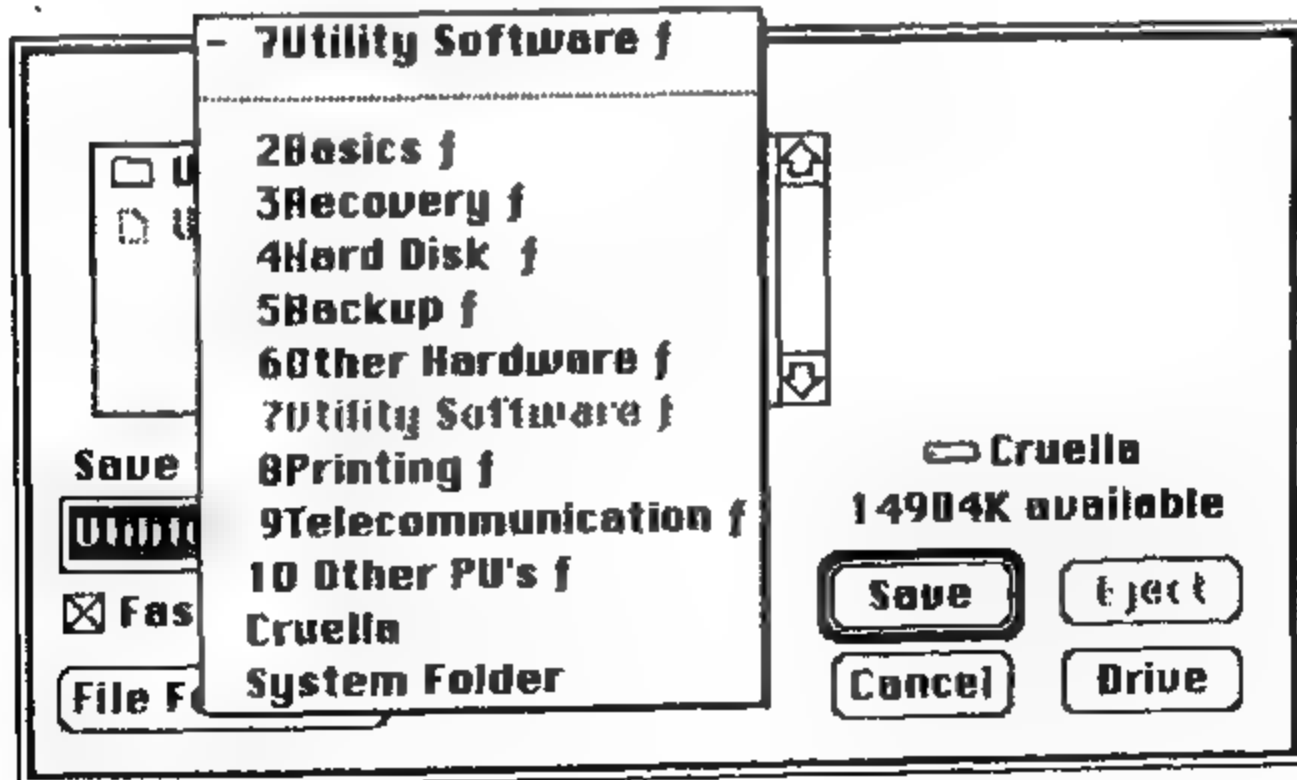 - 7Utility Software ƒ
2Basics ƒ
3Recovery ƒ
4Hard Disk ƒ
5Backup ƒ
6Other Hardware ƒ
7Utility Software ƒ
8Printing ƒ
9Telecommunication ƒ
10 Other PU's ƒ
Cruella
System Folder
U
U
Save
Fas
File F
Cruella
14904K available
Save
Eject
Cancel
Drive